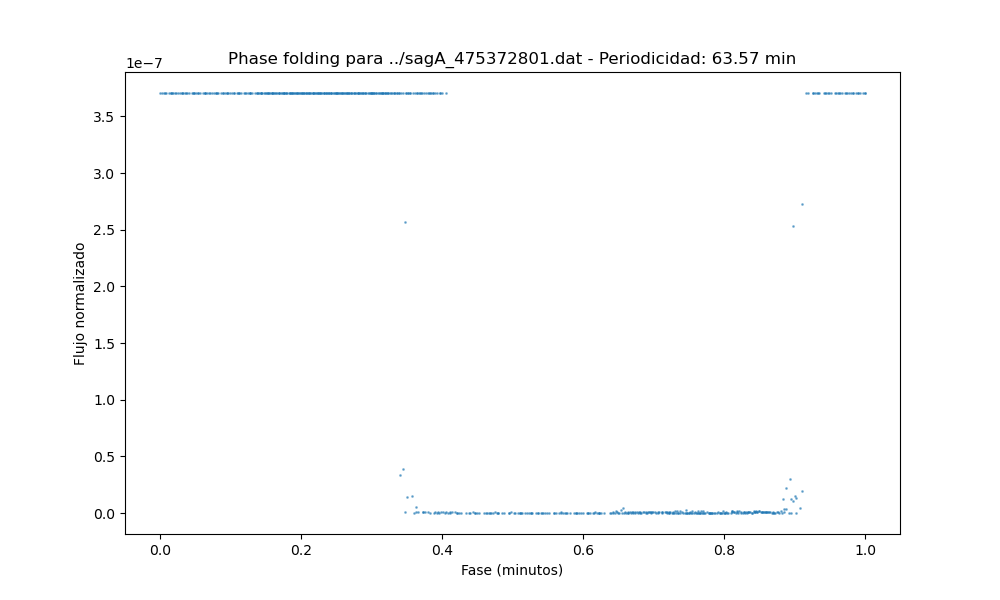 Phase folding para ../sagA_475372801.dat - Periodicidad: 63.57 min
1e−7
3.5
3.0
2.5
2.0
1.5
1.0
0.5
0.0
Flujo normalizado
0.0 0.2 0.4 0.6 0.8 1.0
Fase (minutos)